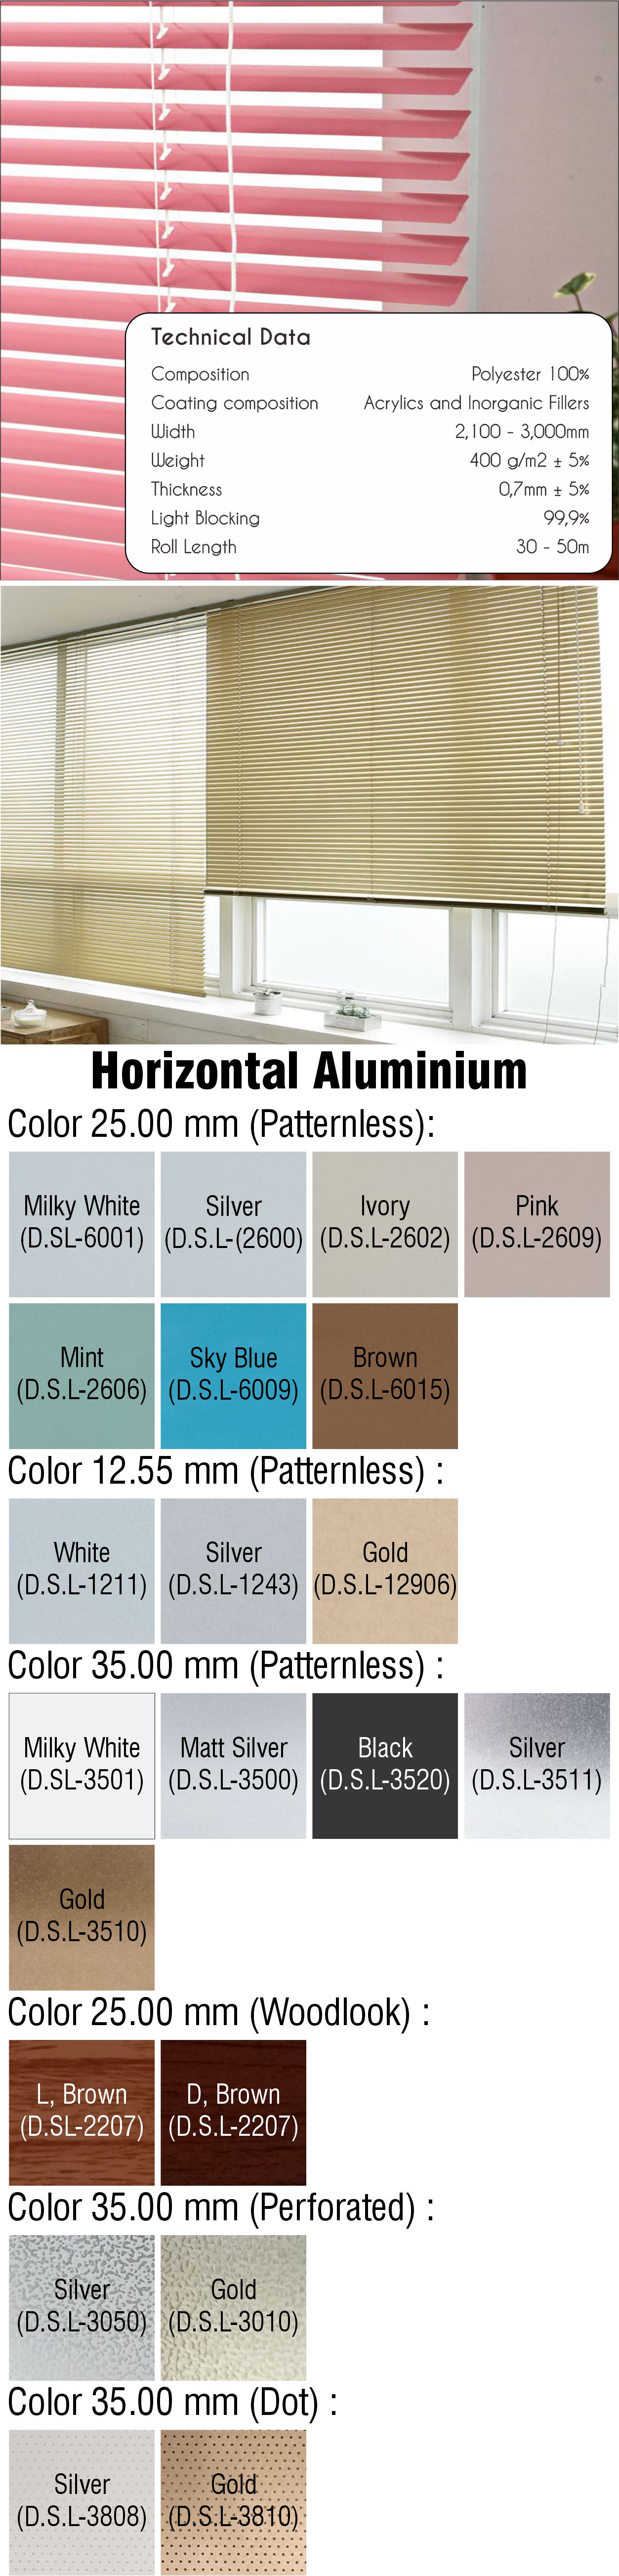 Technical Data
Composition Polyester 100%
Coating composition Acrylics and Inorganic Fillers
Width 2,100 - 3,000mm
Weight 400 g/m2 ± 5%
Thickness 0,7mm ± 5%
Light Blocking 99,9%
Roll Length 30 - 50m
Horizontal Aluminium
Color 25.00 mm (Patternless):
Milky White Silver Ivory Pink
(D.SL-6001) (D.S.L-(2600) (D.S.L-2602) (D.S.L-2609)
Mint Sky Blue Brown
(D.S.L-2606) (D.S.L-6009) (D.S.L-6015)
Color 12.55 mm (Patternless) :
White Silver Gold
(D.S.L-1211) (D.S.L-1243) (D.S.L-12906)
Color 35.00 mm (Patternless) :
Milky White Matt Silver Black Silver
(D.SL-3501) (D.S.L-3500) (D.S.L-3520) (D.S.L-3511)
Gold
(D.S.L-3510)
Color 25.00 mm (Woodlook) :
L, Brown D, Brown
(D.SL-2207) (D.S.L-2207)
Color 35.00 mm (Perforated) :
Silver Gold
(D.S.L-3050) (D.S.L-3010)
Color 35.00 mm (Dot) :
Silver Gold
(D.S.L-3808) (D.S.L-3810)